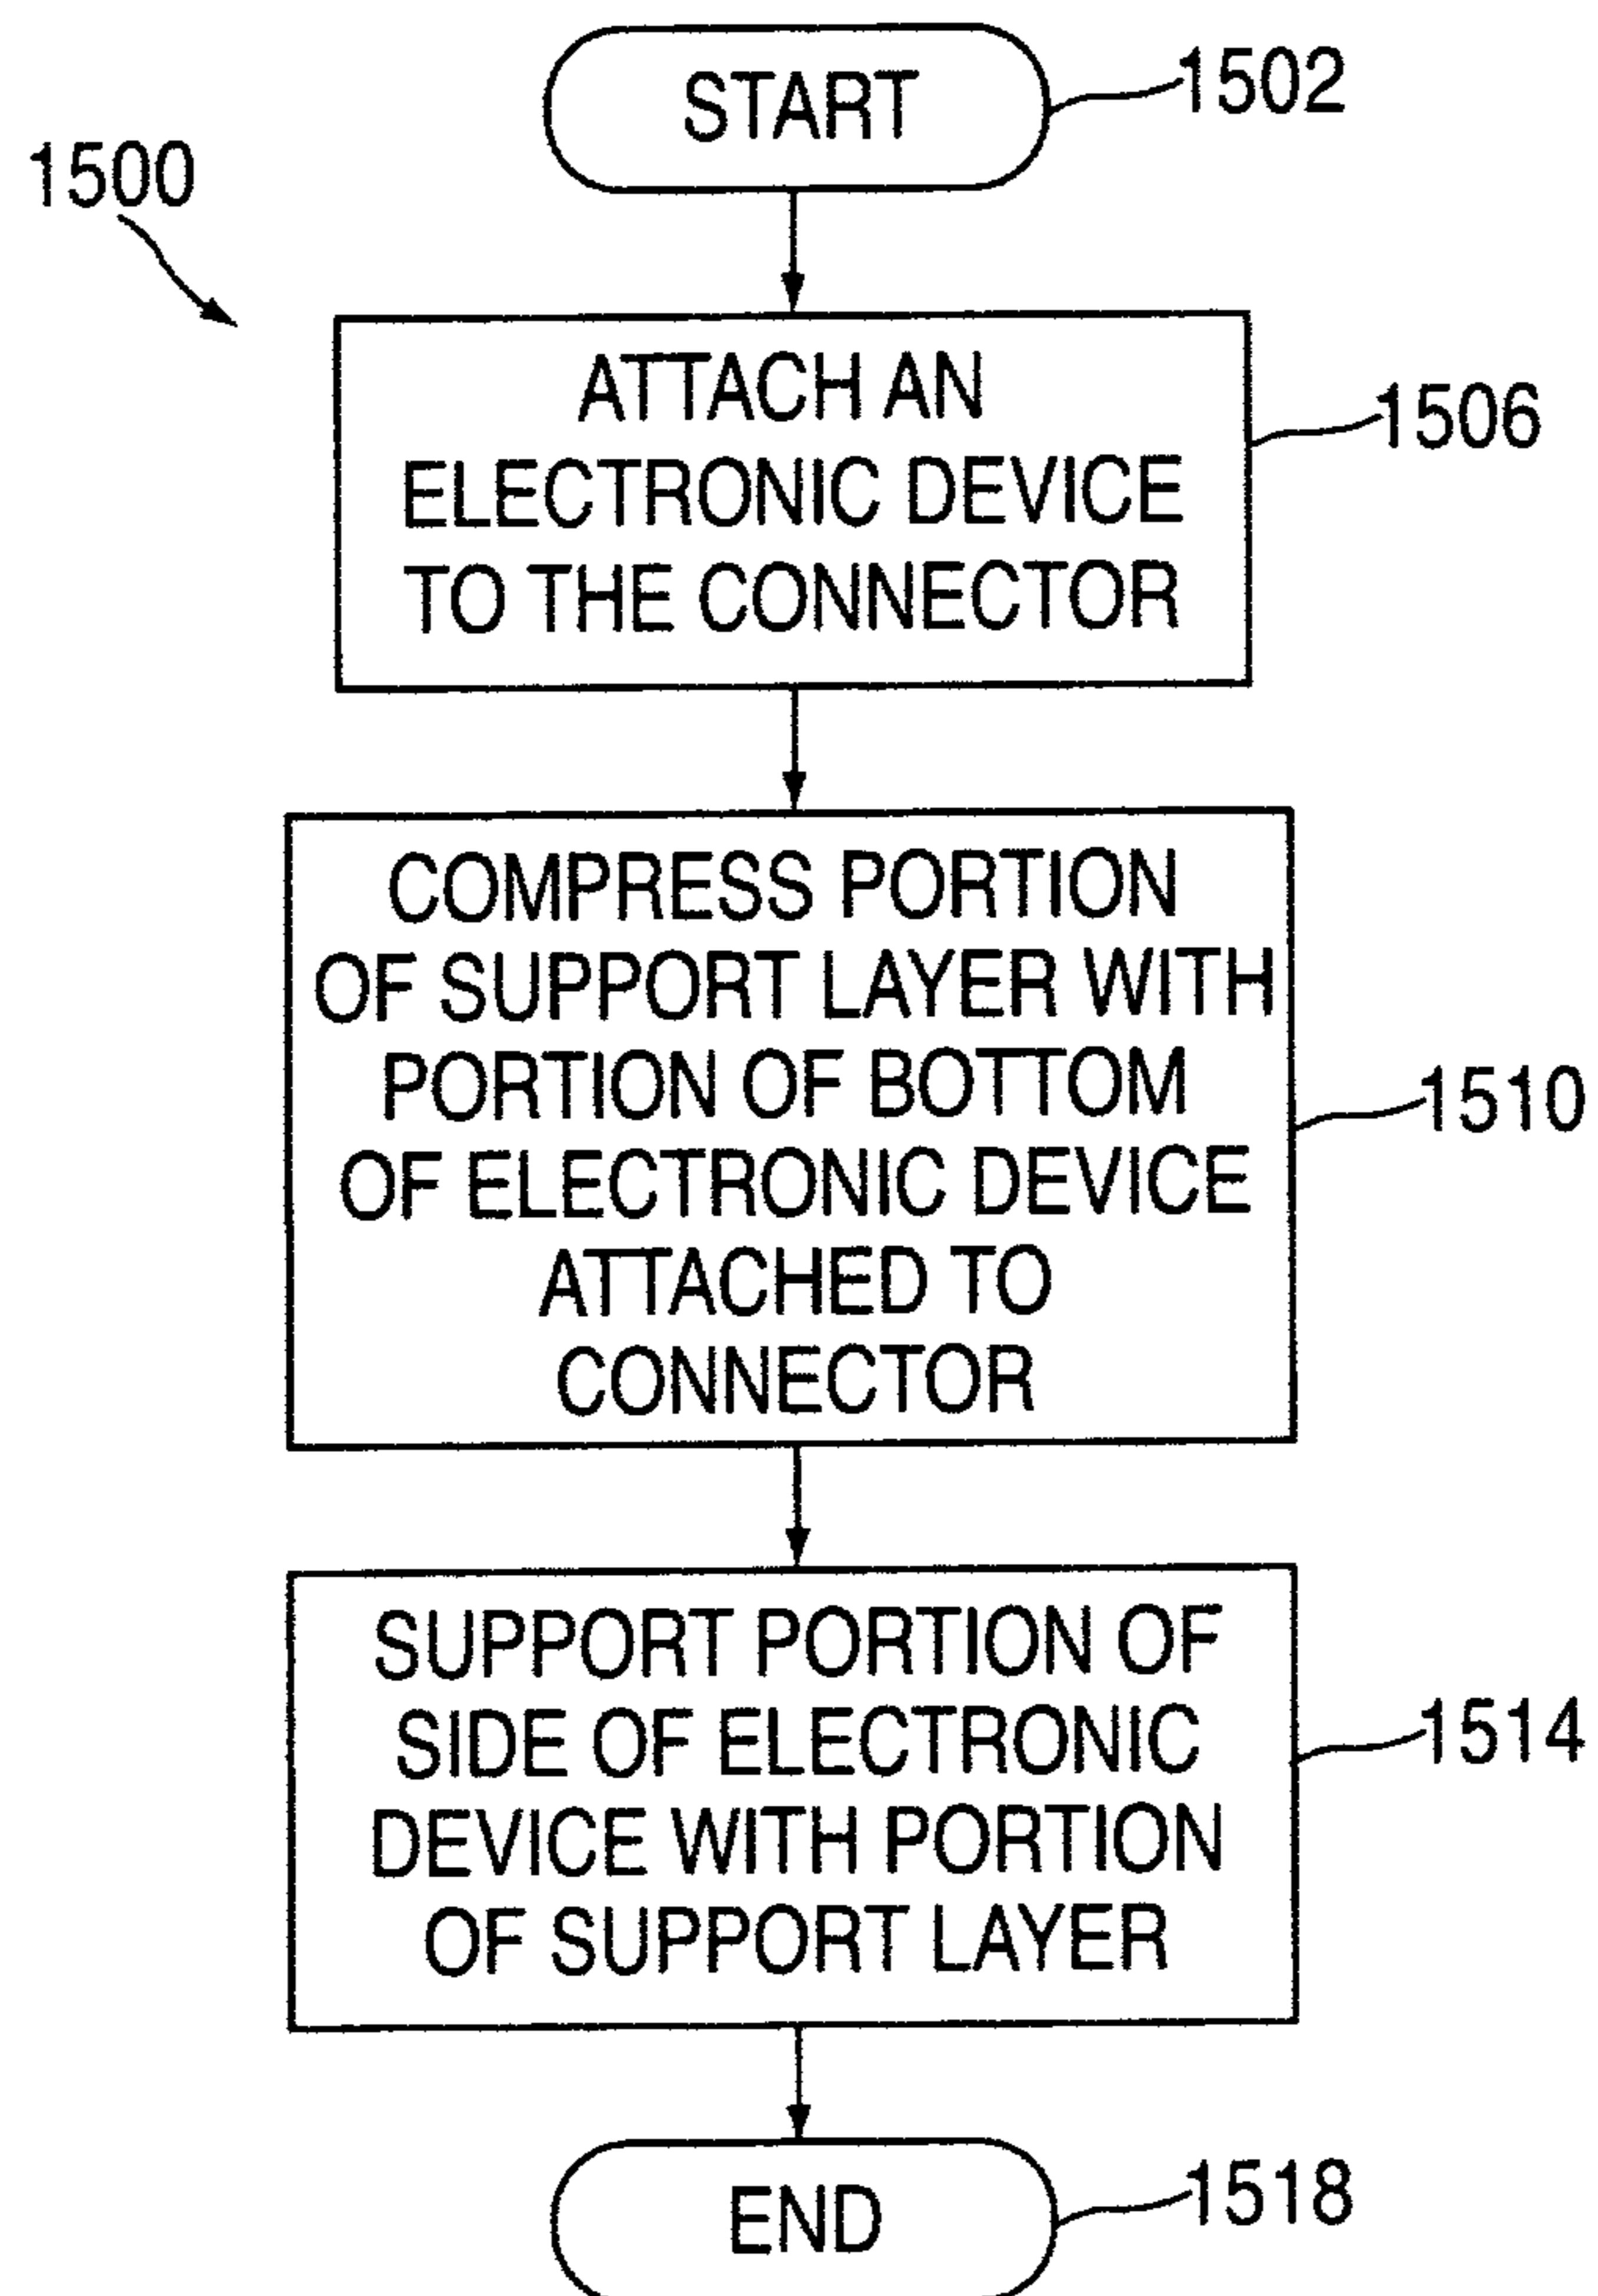 START
1502
1500
ATTACH AN
ELECTRONIC DEVICE
TO THE CONNECTOR
1506
COMPRESS PORTION
OF SUPPORT LAYER WITH
PORTION OF BOTTOM
OF ELECTRONIC DEVICE
ATTACHED TO
CONNECTOR
1510
SUPPORT PORTION OF
SIDE OF ELECTRONIC
DEVICE WITH PORTION
OF SUPPORT LAYER
1514
END
1518